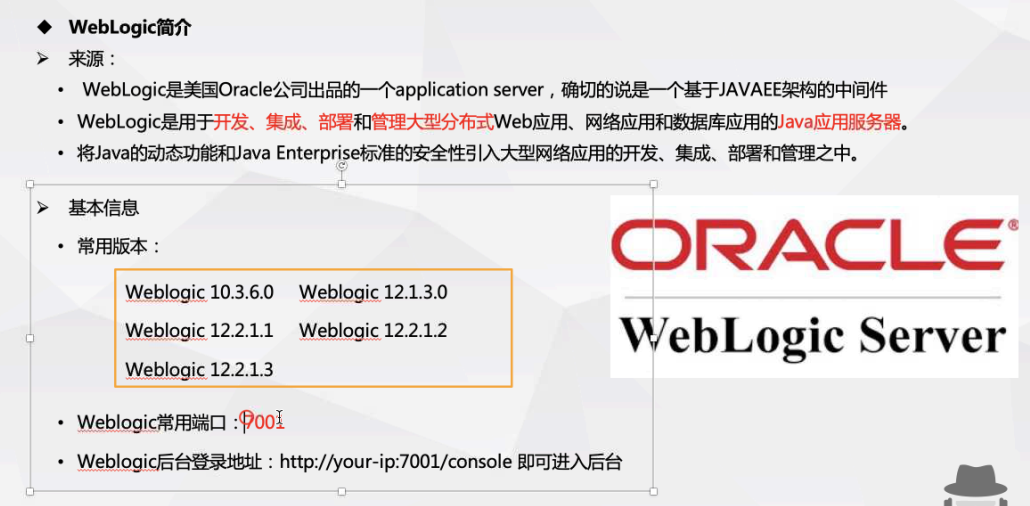 ◆ WebLogic简介
➢ 来源：
• WebLogic是美国Oracle公司出品的一个application server，确切的说是一个基于JAVAEE架构的中间件
• WebLogic是用于开发、集成、部署和管理大型分布式Web应用、网络应用和数据库应用的Java应用服务器。
• 将Java的动态功能和Java Enterprise标准的安全性引入大型网络应用的开发、集成、部署和管理之中。
➢ 基本信息
• 常用版本：
Weblogic 10.3.6.0 Weblogic 12.1.3.0
Weblogic 12.2.1.1 Weblogic 12.2.1.2
Weblogic 12.2.1.3
• Weblogic常用端口：7001
• Weblogic后台登录地址：http://your-ip:7001/console 即可进入后台
ORACLE®
WebLogic Server